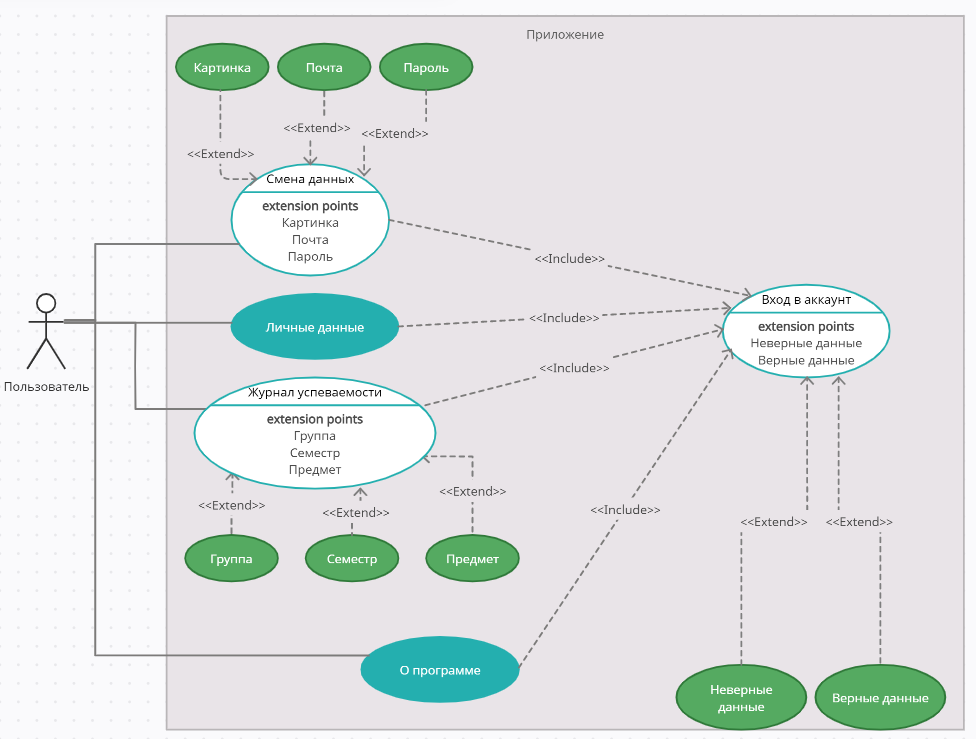 Приложение
Картинка
Почта
Пароль
<<Extend>>
<<Extend>>
<<Extend>>
Смена данных
extension points
Картинка
Почта
Пароль
<<Include>>
Вход в аккаунт
extension points
Неверные данные
Верные данные
Личные данные
<<Include>>
Пользователь
<<Include>>
Журнал успеваемости
extension points
Группа
Семестр
Предмет
<<Extend>>
<<Extend>>
<<Extend>>
<<Include>>
<<Extend>>
<<Extend>>
Группа
Семестр
Предмет
О программе
Неверные
данные
Верные данные